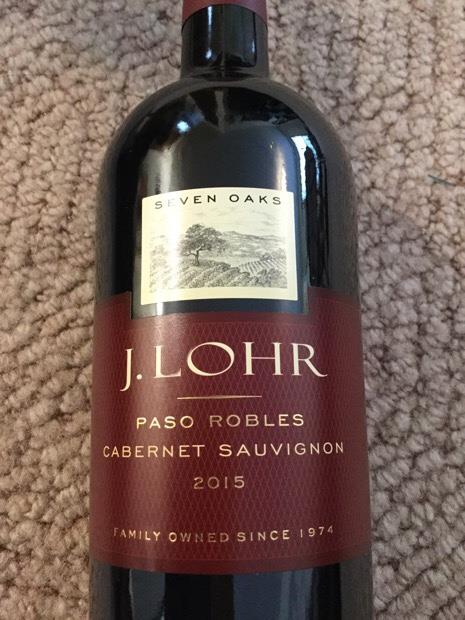 SEVEN OAKS
J. LOHR
PASO ROBLES
CABERNET SAUVIGNON
2015
FAMILY OWNED SINCE 1974